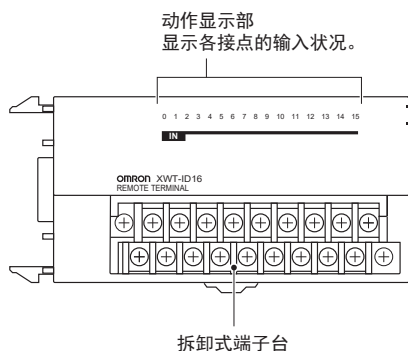 动作显示部
显示各接点的输入状况。
0 1 2 3 4 5 6 7 8 9 10 11 12 13 14 15
IN
OMRON XWT-ID16
REMOTE TERMINAL
拆卸式端子台